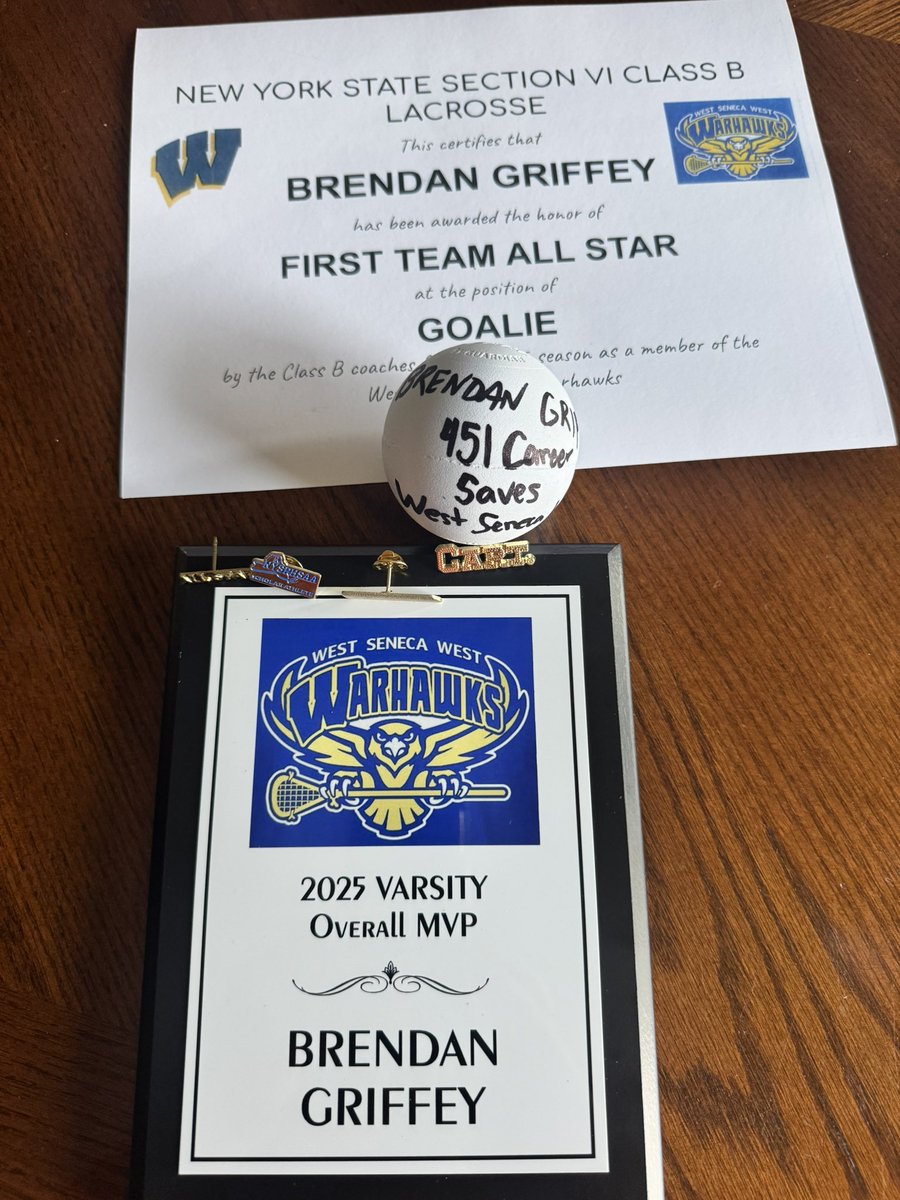 NEW YORK STATE SECTION VI CLASS B
LACROSSE
This certifies that
W
WEST SENECA WEST
WARHAWKS
BRENDAN GRIFFEY
has been awarded the honor of
FIRST TEAM ALL STAR
at the position of
GOALIE
by the Class B coaches season as a member of the
BRENDAN
451 Career
Saves
West Seneca
CAPT.
NYSPHSAA
SCHOLAR/ATHLETE
WEST SENECA WEST
WARHAWKS
2025 VARSITY
Overall MVP
BRENDAN
GRIFFEY